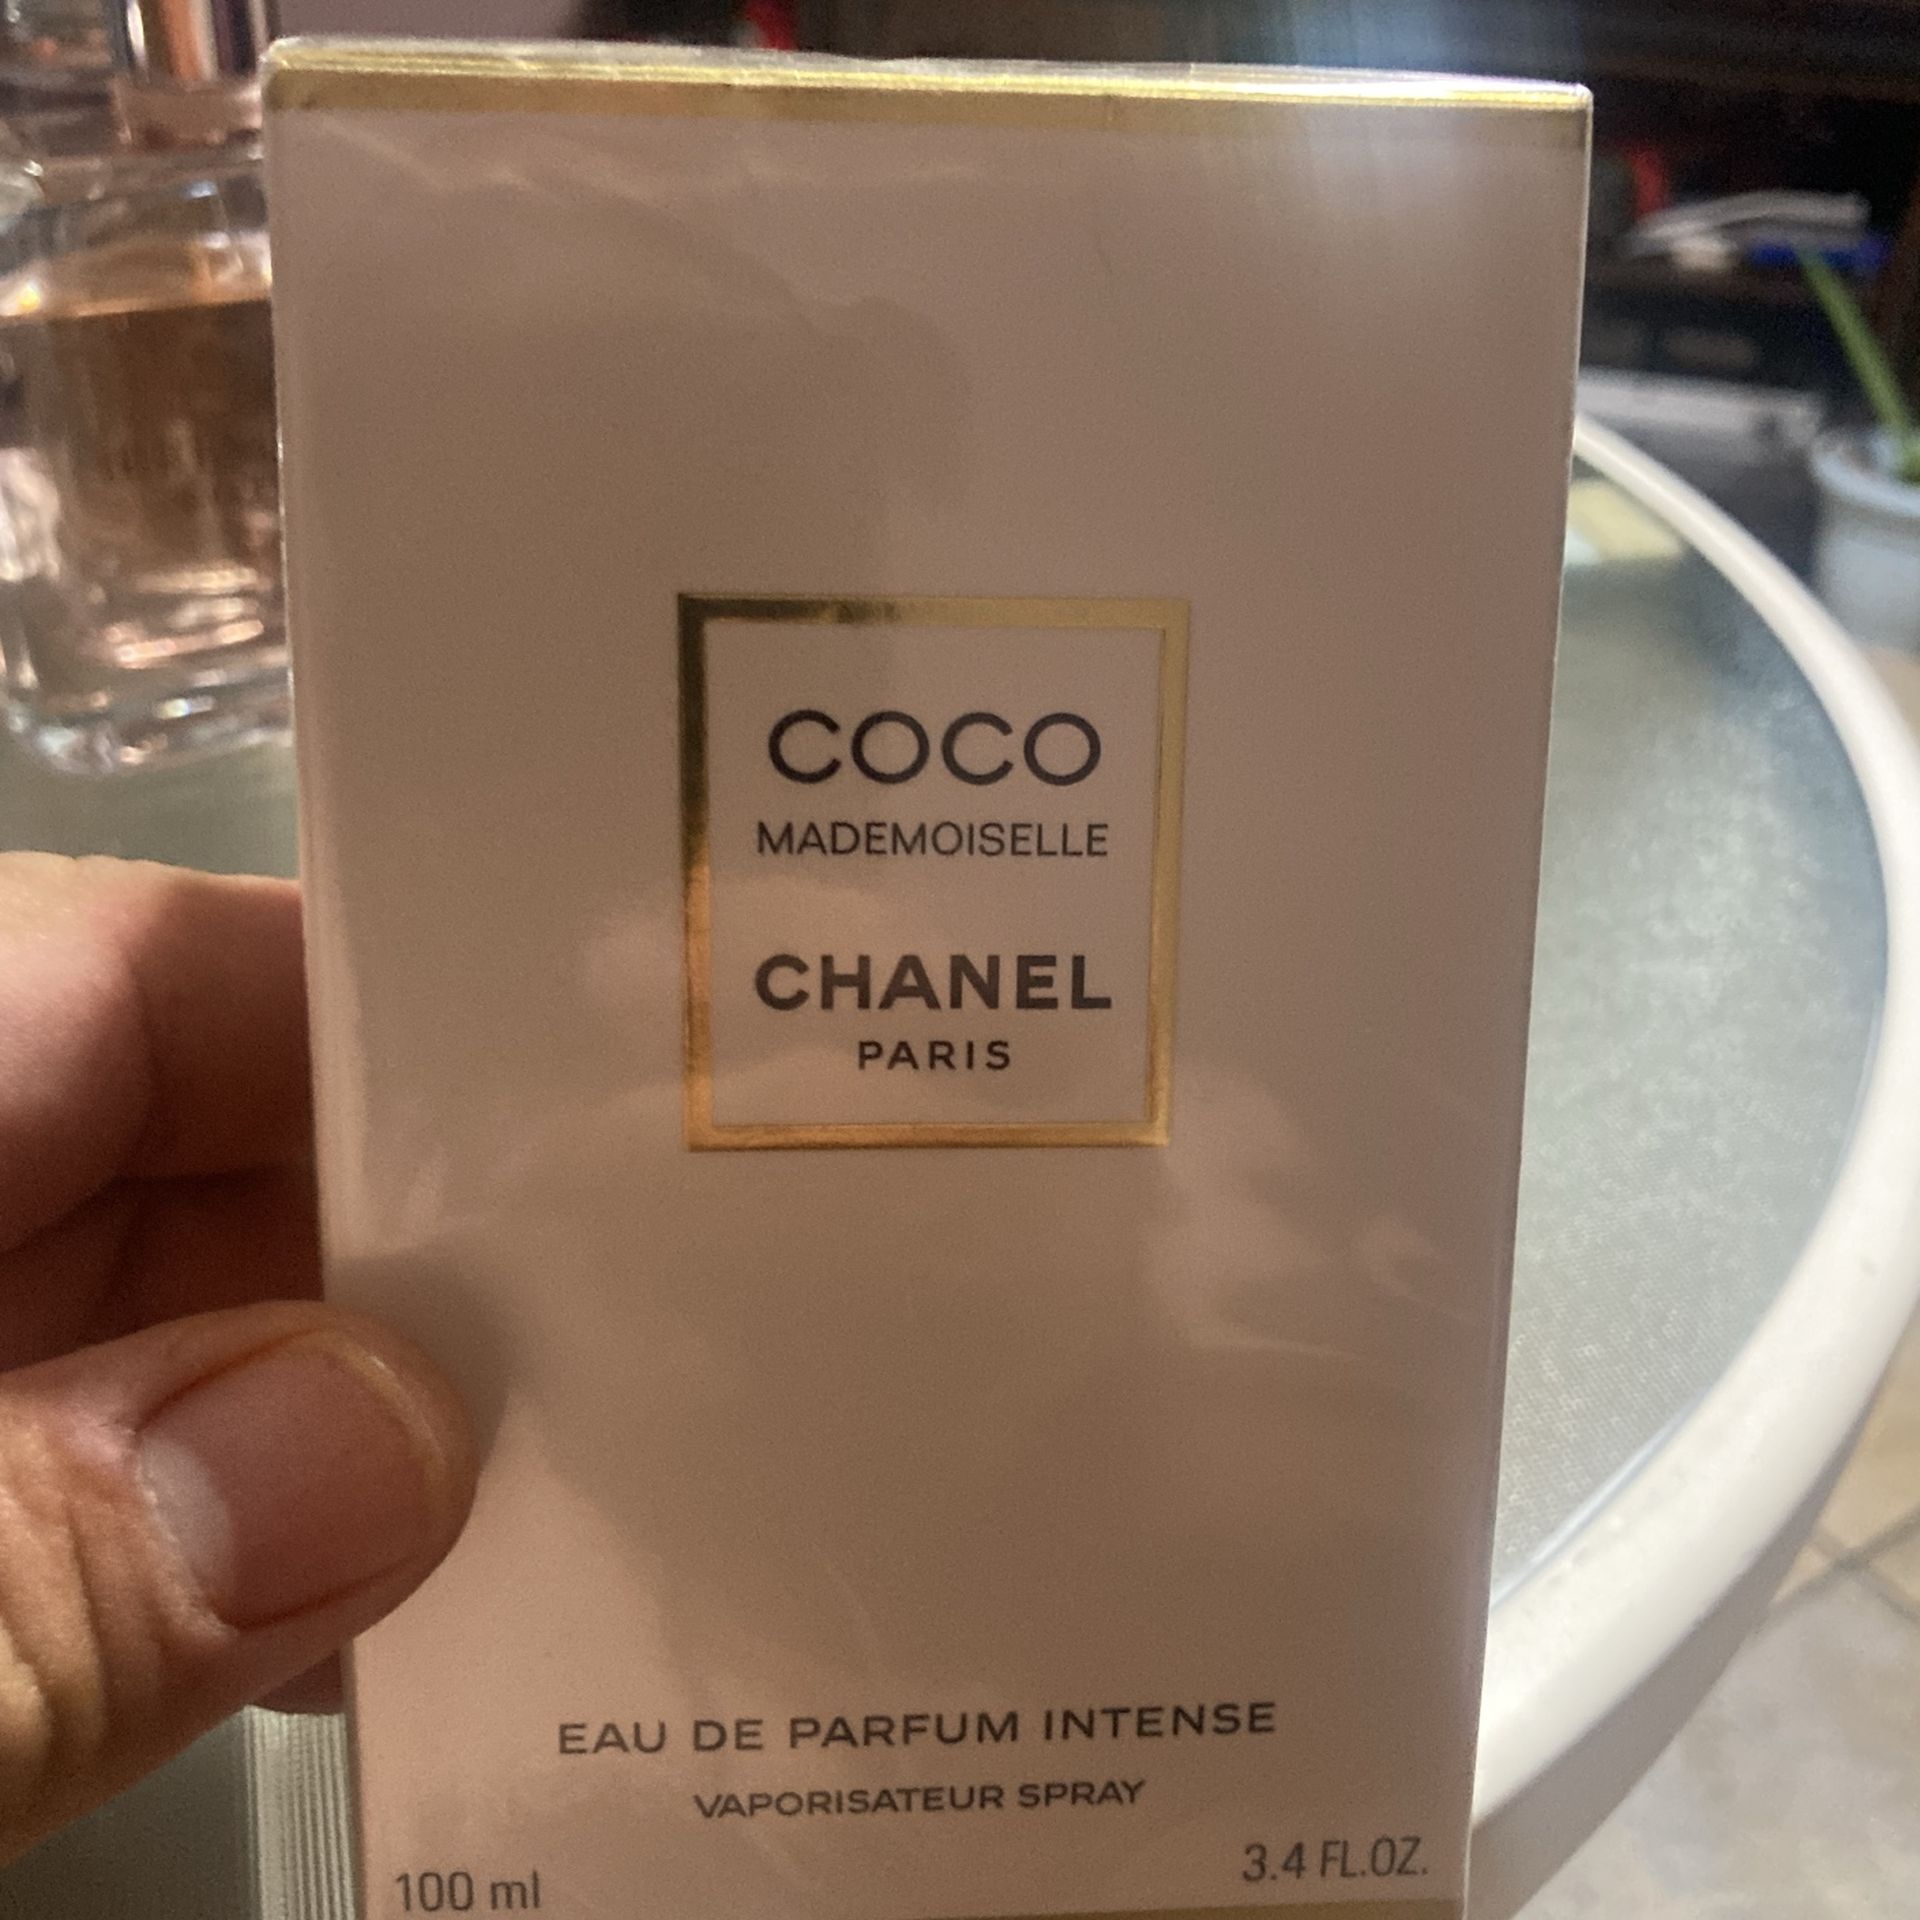 COCO
MADEMOISELLE
CHANEL
PARIS
EAU DE PARFUM INTENSE
VAPORISATEUR SPRAY
100 ml 3.4 FL.OZ.